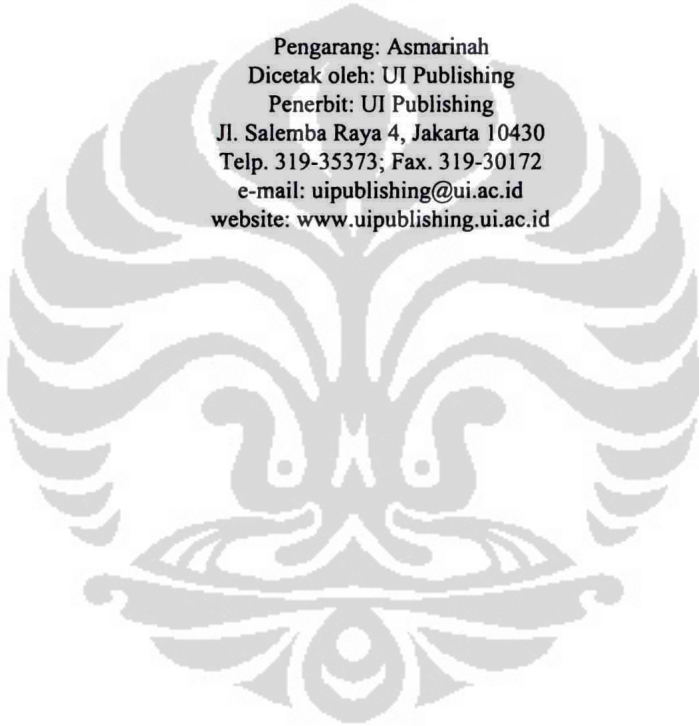 Pengarang: Asmarinah
Dicetak oleh: UI Publishing
Penerbit: UI Publishing
Jl. Salemba Raya 4, Jakarta 10430
Telp. 319-35373; Fax. 319-30172
e-mail: uipublishing@ui.ac.id
website: www.uipublishing.ui.ac.id